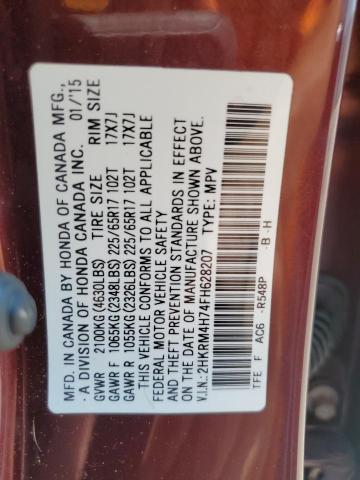 MFD. IN CANADA BY HONDA OF CANADA MFG.,
- A DIVISION OF HONDA CANADA INC. 01/'15
GVWR 2100KG(4630LBS) TIRE SIZE RIM SIZE
GAWR F 1065KG(2348LBS) 225/65R17 102T 17X7J
GAWR R 1055KG(2326LBS) 225/65R17 102T 17X7J
THIS VEHICLE CONFORMS TO ALL APPLICABLE
FEDERAL MOTOR VEHICLE SAFETY
AND THEFT PREVENTION STANDARDS IN EFFECT
ON THE DATE OF MANUFACTURE SHOWN ABOVE.
V.I.N.: 2HKRM4H74FH628207 TYPE: MPV
TFE F AC6 -R548P -B -H